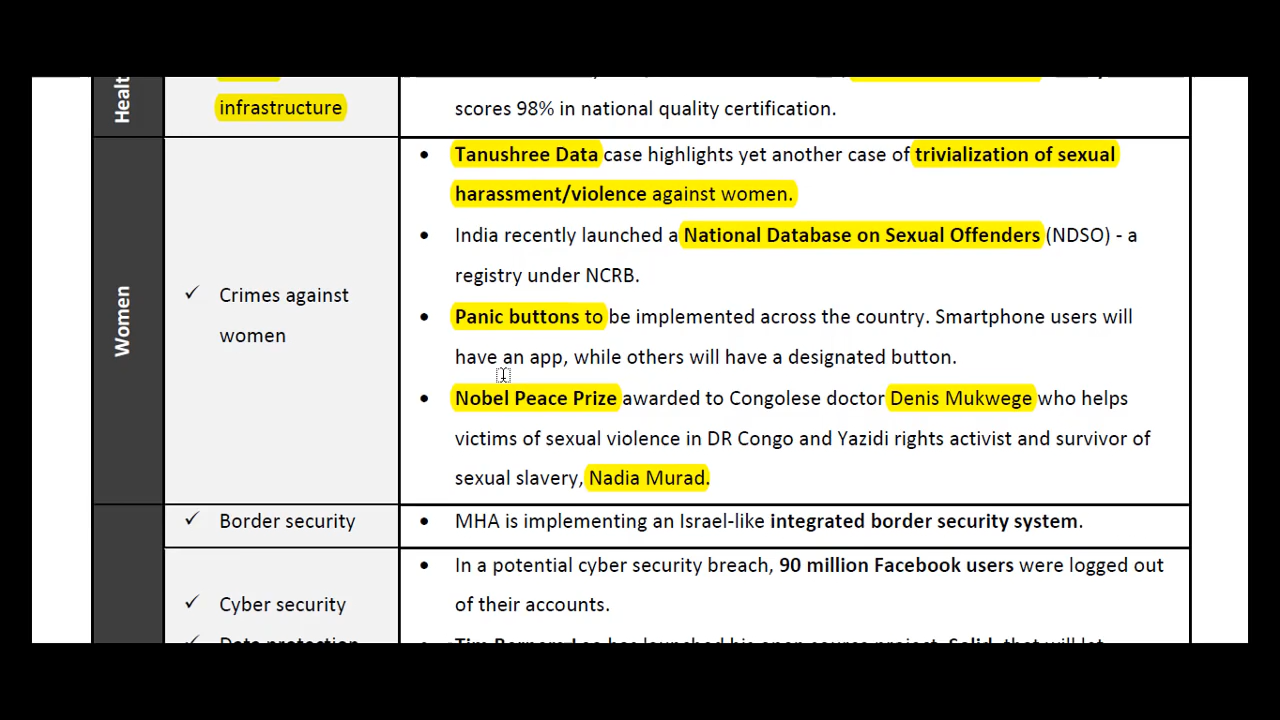 Healt
infrastructure
scores 98% in national quality certification.
Women
Crimes against
women
Tanushree Data case highlights yet another case of trivialization of sexual
harassment/violence against women.
India recently launched a National Database on Sexual Offenders (NDSO) - a
registry under NCRB.
Panic buttons to be implemented across the country. Smartphone users will
have an app, while others will have a designated button.
Nobel Peace Prize awarded to Congolese doctor Denis Mukwege who helps
victims of sexual violence in DR Congo and Yazidi rights activist and survivor of
sexual slavery, Nadia Murad.
Border security
MHA is implementing an Israel-like integrated border security system.
Cyber security
In a potential cyber security breach, 90 million Facebook users were logged out
of their accounts.
Data protection